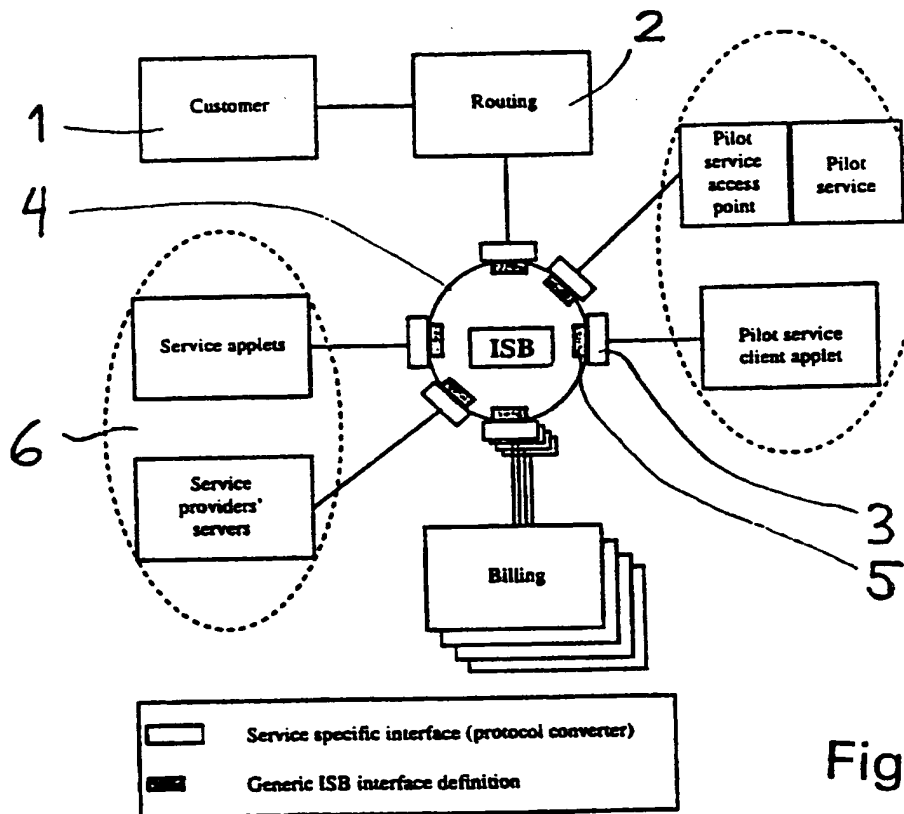 2
1
Customer
Routing
Pilot
service
access
point
Pilot
service
4
Service applets
ISB
Pilot service
client applet
6
Service
providers'
servers
3
5
Billing
Service specific interface (protocol converter)
Generic ISB interface definition
Fig